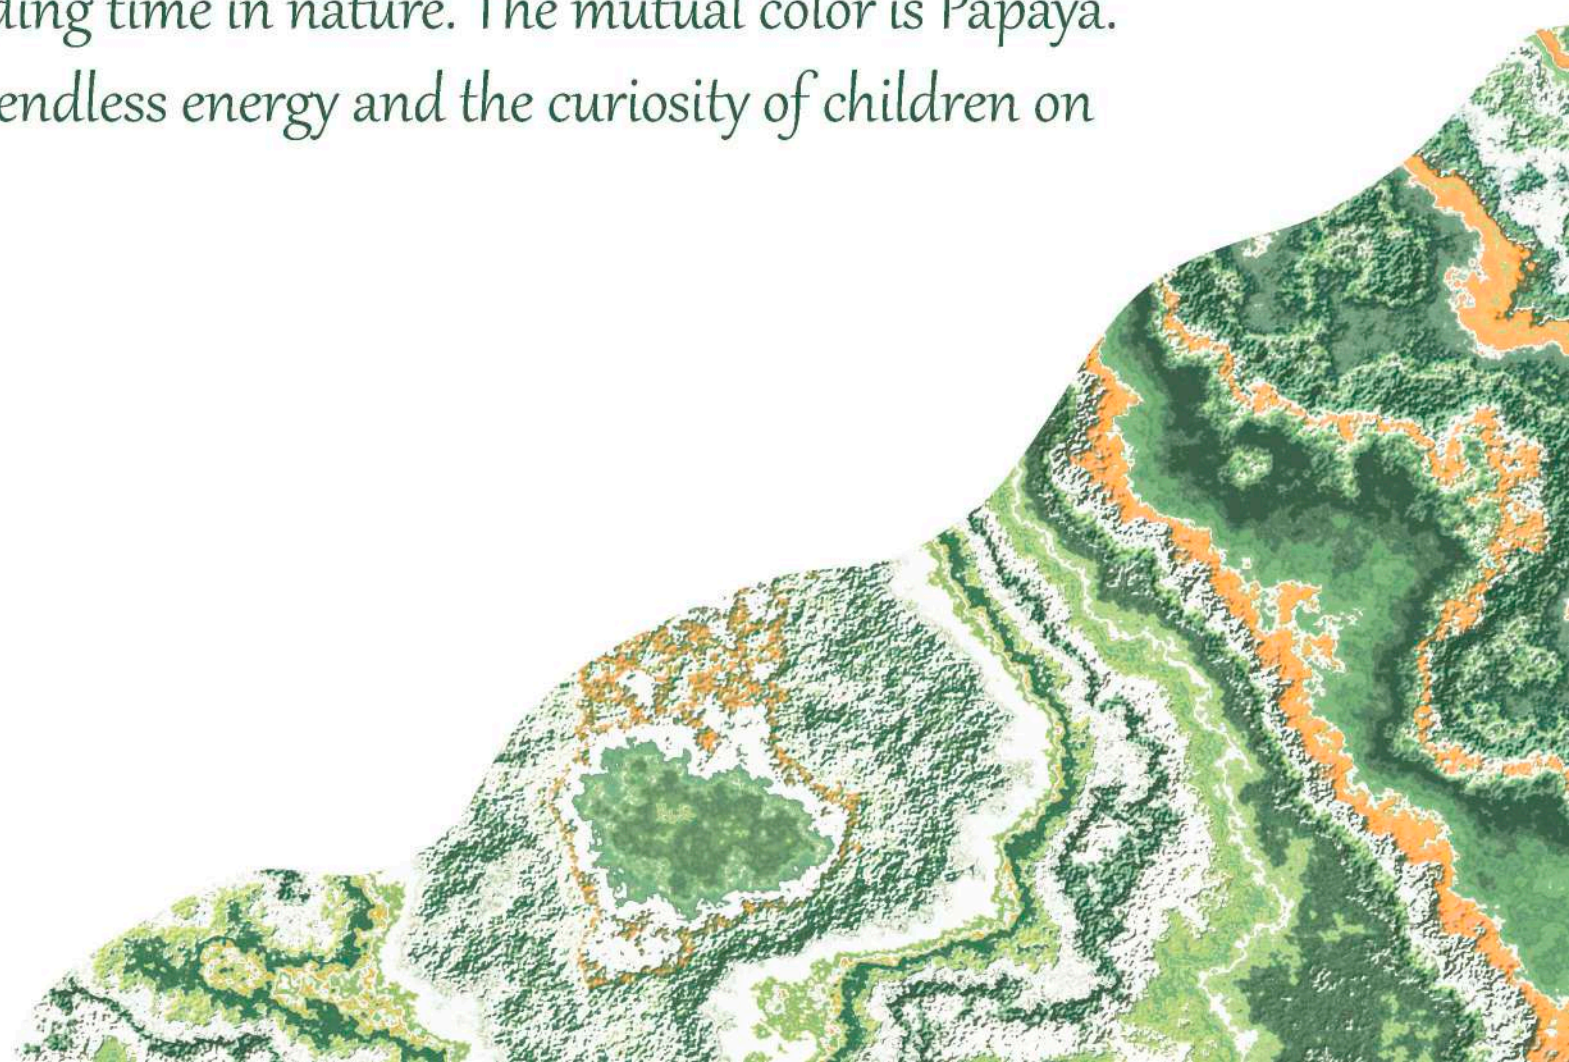 ding time in nature. The mutual color is Papaya.
endless energy and the curiosity of children on